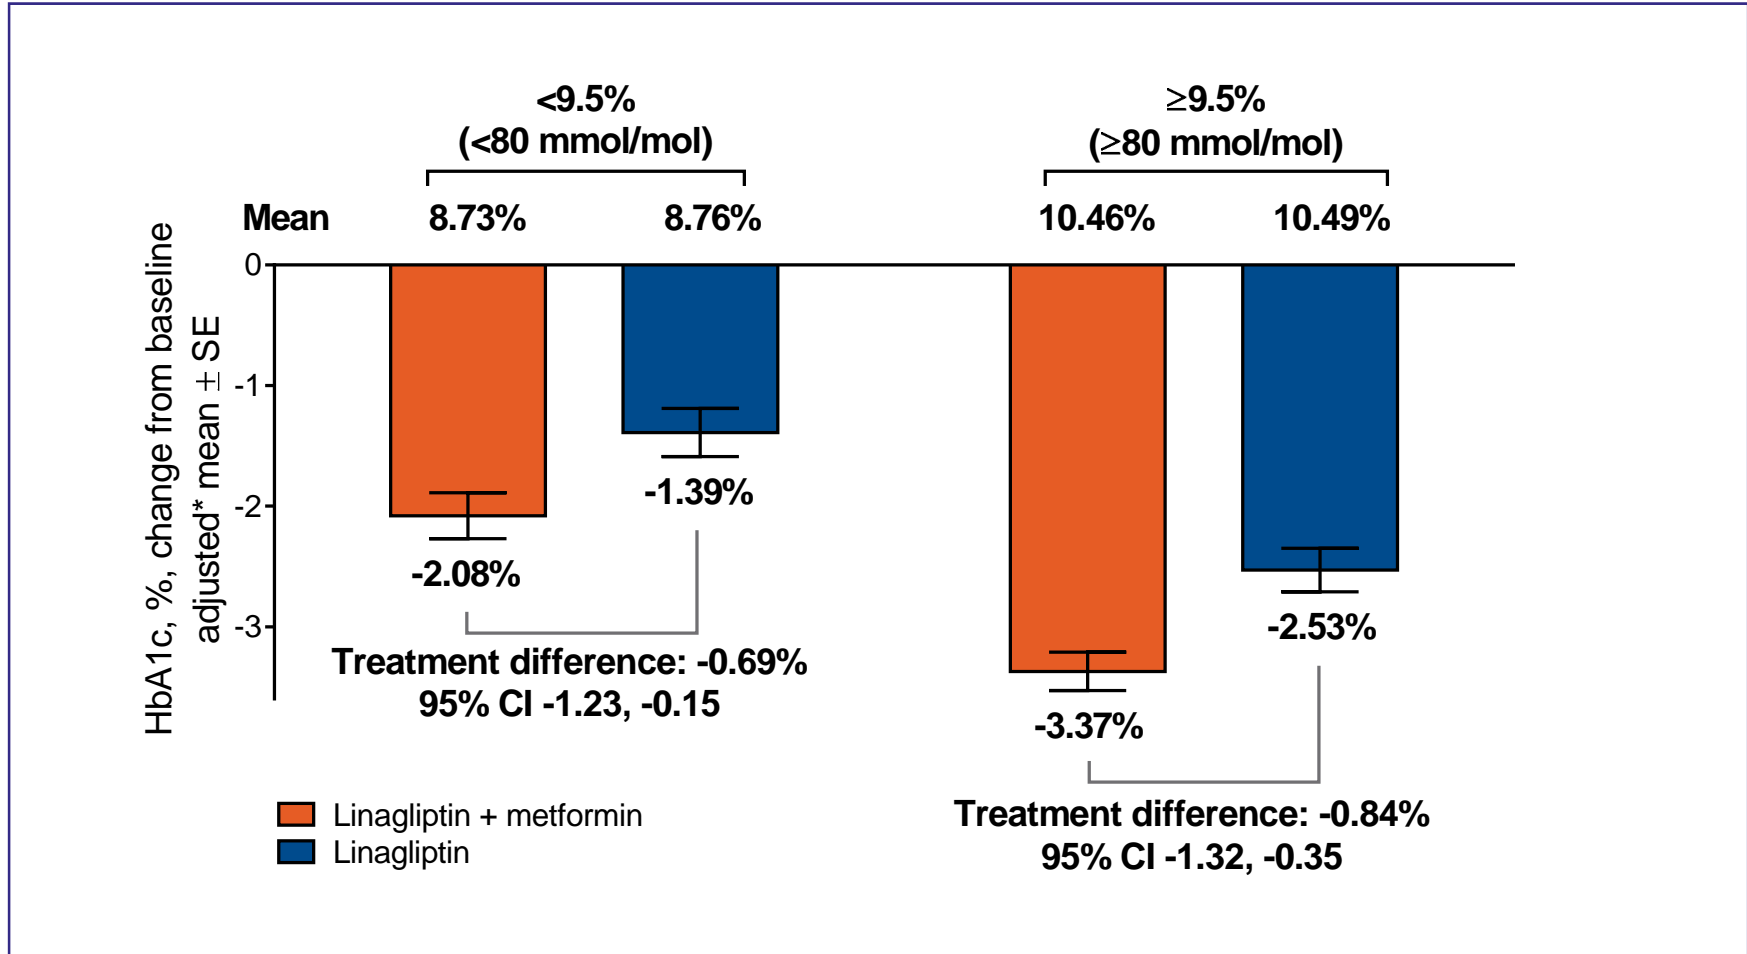 <9.5%
(<80 mmol/mol)
≥9.5%
(≥80 mmol/mol)
Mean 8.73% 8.76% 10.46% 10.49%
HbA1c, %, change from baseline
adjusted* mean ± SE
0
-1
-2
-3
-2.08%
-1.39%
-3.37%
-2.53%
Treatment difference: -0.69%
95% CI -1.23, -0.15
Treatment difference: -0.84%
95% CI -1.32, -0.35
Linagliptin + metformin
Linagliptin